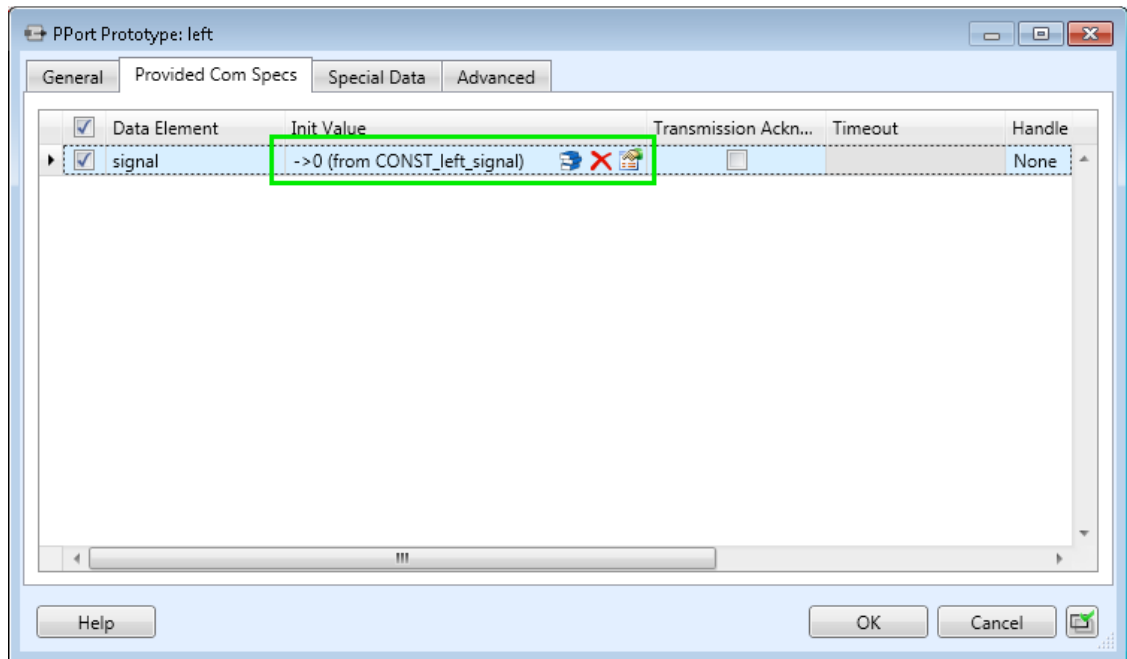 PPort Prototype: left
General Provided Com Specs Special Data Advanced
Data Element Init Value Transmission Ackn... Timeout Handle
signal ->0 (from CONST_left_signal) None
Help OK Cancel